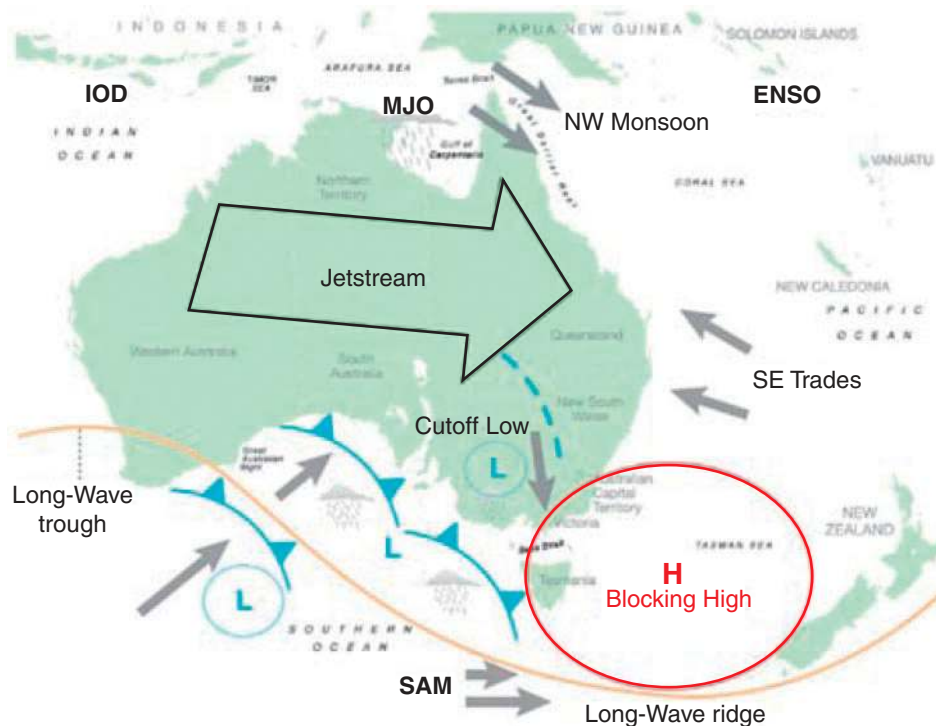 INDONESIA
PAPUA NEW GUINEA
SOLOMON ISLANDS
ARAFURA SEA
TIMOR
SEA
IOD
MJO
ENSO
NW Monsoon
INDIAN
OCEAN
Gulf of
Carpentaria
Great Barrier Reef
VANUATU
CORAL SEA
Northern
Territory
Jetstream
NEW CALEDONIA
PACIFIC
OCEAN
Queensland
Western Australia
South
Australia
SE Trades
New South
Wales
Cutoff Low
L
Great
Australian
Bight
Long-Wave
trough
Australian
Capital
Territory
Victoria
NEW
ZEALAND
L
Bass Strait
TASMAN SEA
Tasmania
H
Blocking High
L
SOUTHERN
OCEAN
SAM
Long-Wave ridge